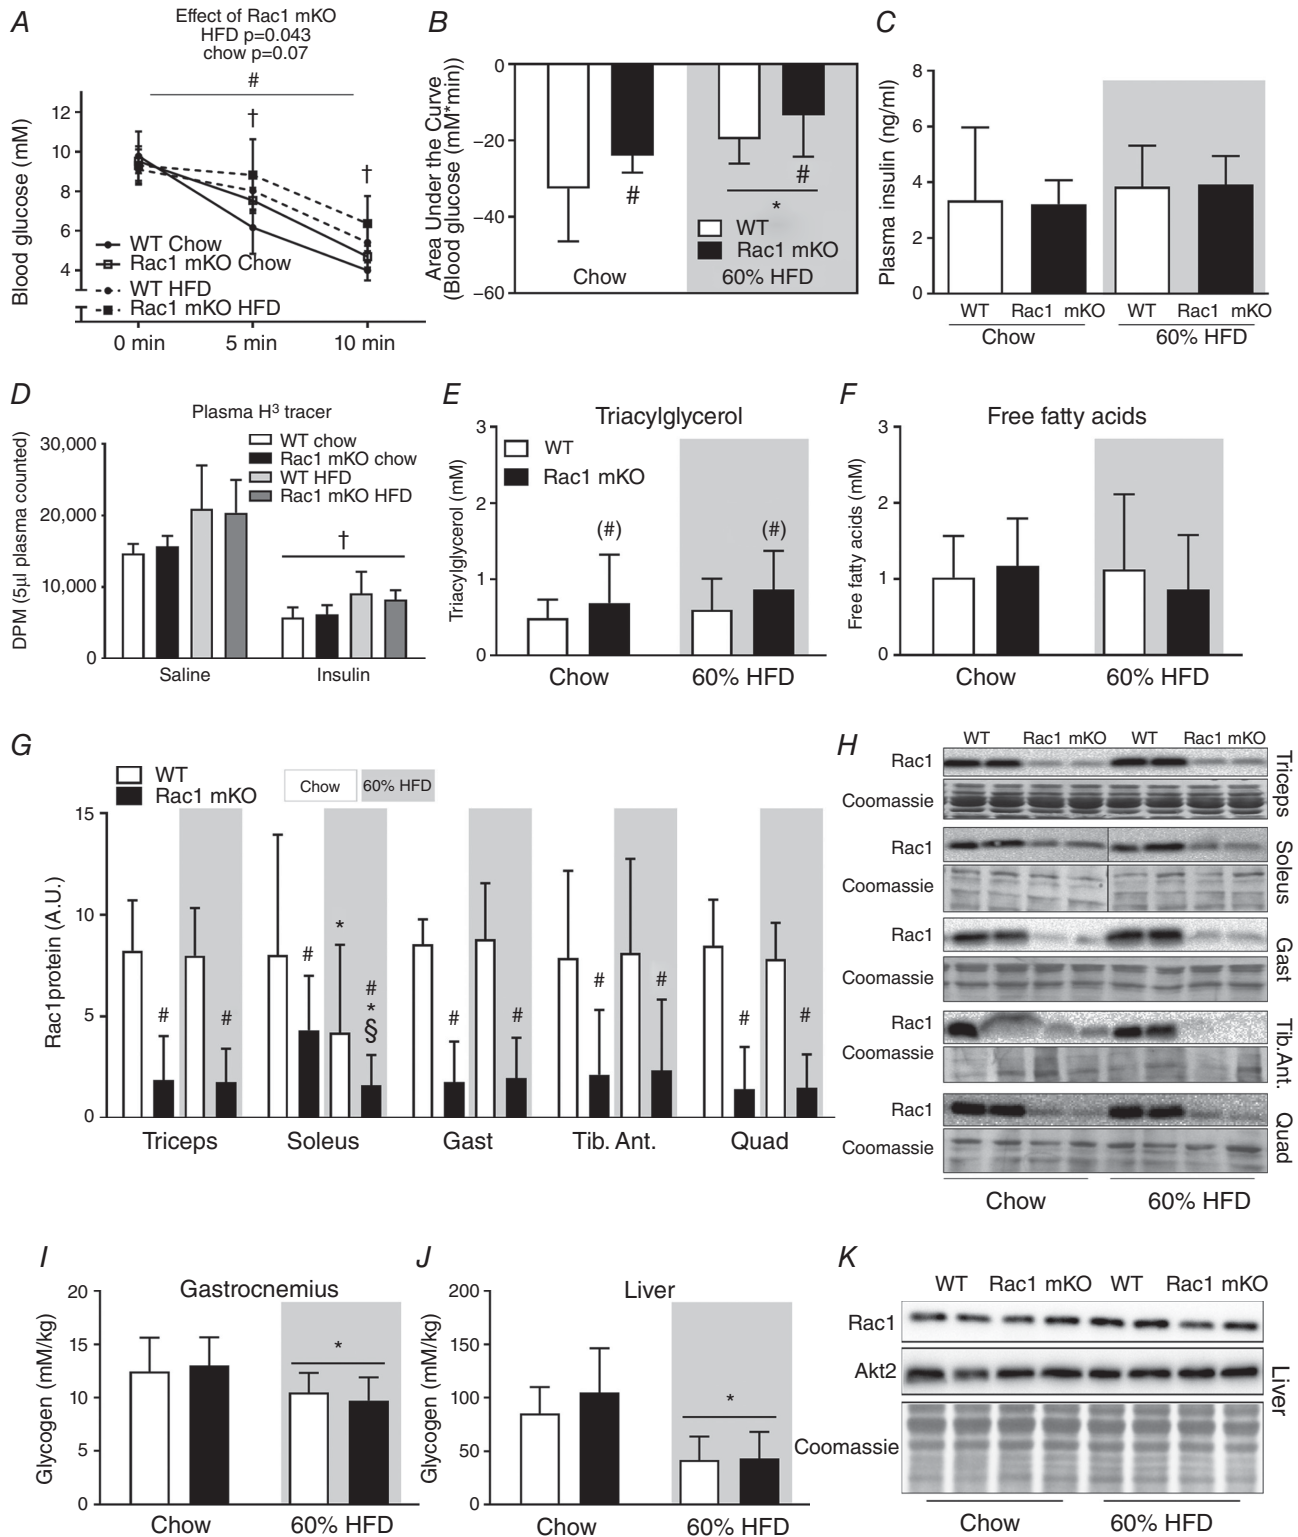 A
Effect of Rac1 mKO
HFD p=0.043
chow p=0.07
#
†
†
Blood glucose (mM)
12
10
8
6
4
WT Chow
Rac1 mKO Chow
WT HFD
Rac1 mKO HFD
0 min
5 min
10 min
B
Area Under the Curve
(Blood glucose (mM*min))
0
−20
−40
−60
#
#
*
WT
Rac1 mKO
Chow
60% HFD
C
Plasma insulin (ng/ml)
8
6
4
2
0
WT
Rac1 mKO
WT
Rac1 mKO
Chow
60% HFD
D
Plasma H³ tracer
DPM (5µl plasma counted)
30,000
20,000
10,000
0
WT chow
Rac1 mKO chow
WT HFD
Rac1 mKO HFD
†
Saline
Insulin
E
Triacylglycerol
Triacylglycerol (mM)
3
2
1
0
WT
Rac1 mKO
(#)
(#)
Chow
60% HFD
F
Free fatty acids
Free fatty acids (mM)
3
2
1
0
Chow
60% HFD
G
WT
Rac1 mKO
Chow
60% HFD
Rac1protein (A.U.)
15
10
5
0
#
#
#
*
#
*
§
#
#
#
#
#
#
Triceps
Soleus
Gast
Tib. Ant.
Quad
H
WT
Rac1 mKO
WT
Rac1 mKO
Rac1
Coomassie
Triceps
Rac1
Coomassie
Soleus
Rac1
Coomassie
Gast
Rac1
Coomassie
Tib.Ant.
Rac1
Coomassie
Quad
Chow
60% HFD
I
Gastrocnemius
Glycogen (mM/kg)
20
15
10
5
0
*
Chow
60% HFD
J
Liver
Glycogen (mM/kg)
200
150
100
50
0
*
Chow
60% HFD
K
WT
Rac1 mKO
WT
Rac1 mKO
Rac1
Akt2
Coomassie
Liver
Chow
60% HFD